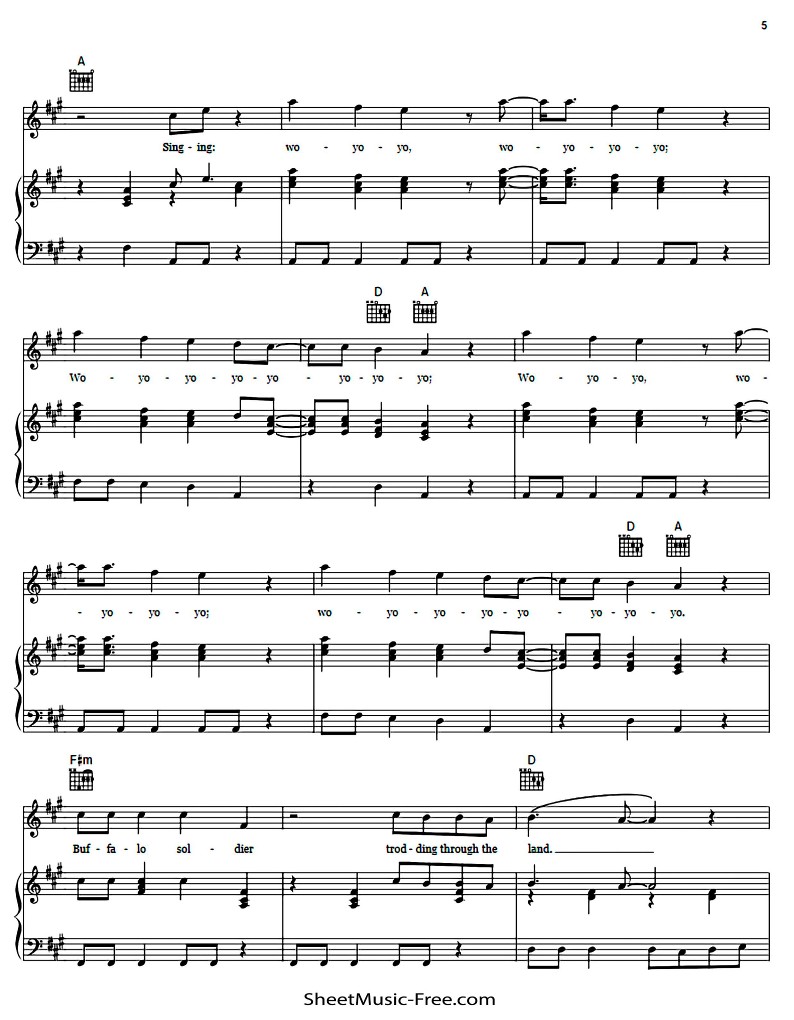 5
A
Sing - ing: wo - yo - yo, wo - yo - yo - yo;
D A
Wo - yo - yo - yo - yo - yo - yo - yo; Wo - yo - yo, wo -
D A
- yo - yo - yo; wo - yo - yo - yo - yo - yo - yo - yo.
F#m D
Buf - fa - lo sol - dier trod - ding through the land.
SheetMusic-Free.com